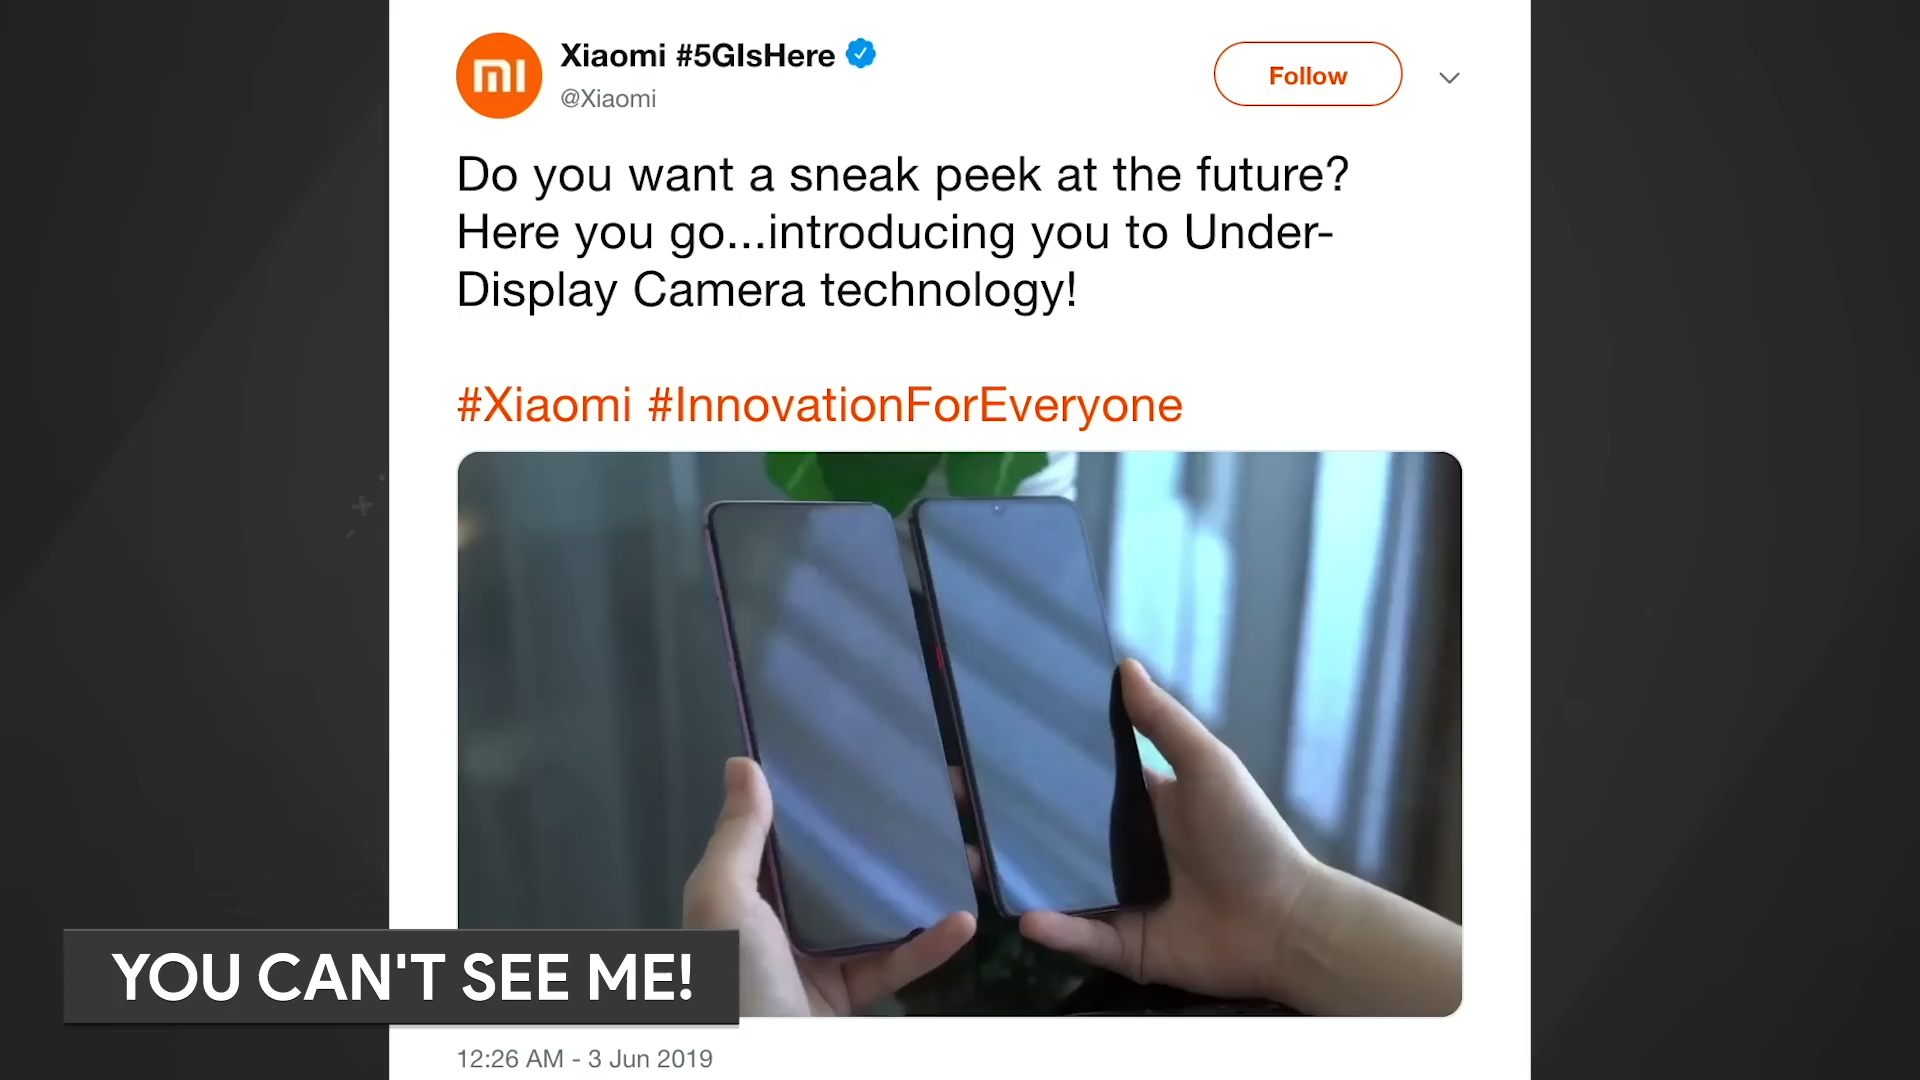 mi
Xiaomi #5GIsHere
@Xiaomi
Follow
Do you want a sneak peek at the future?
Here you go...introducing you to Under-
Display Camera technology!
#Xiaomi #InnovationForEveryone
YOU CAN'T SEE ME!
12:26 AM - 3 Jun 2019